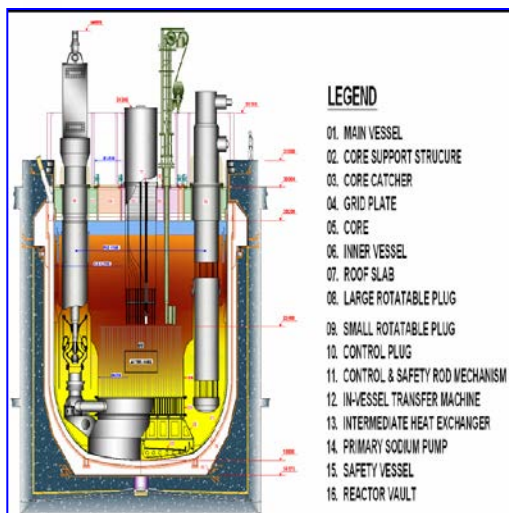 LEGEND
01. MAIN VESSEL
02. CORE SUPPORT STRUCURE
03. CORE CATCHER
04. GRID PLATE
05. CORE
06. INNER VESSEL
07. ROOF SLAB
08. LARGE ROTATABLE PLUG
09. SMALL ROTATABLE PLUG
10. CONTROL PLUG
11. CONTROL & SAFETY ROD MECHANISM
12. IN-VESSEL TRANSFER MACHINE
13. INTERMEDIATE HEAT EXCHANGER
14. PRIMARY SODIUM PUMP
15. SAFETY VESSEL
16. REACTOR VAULT